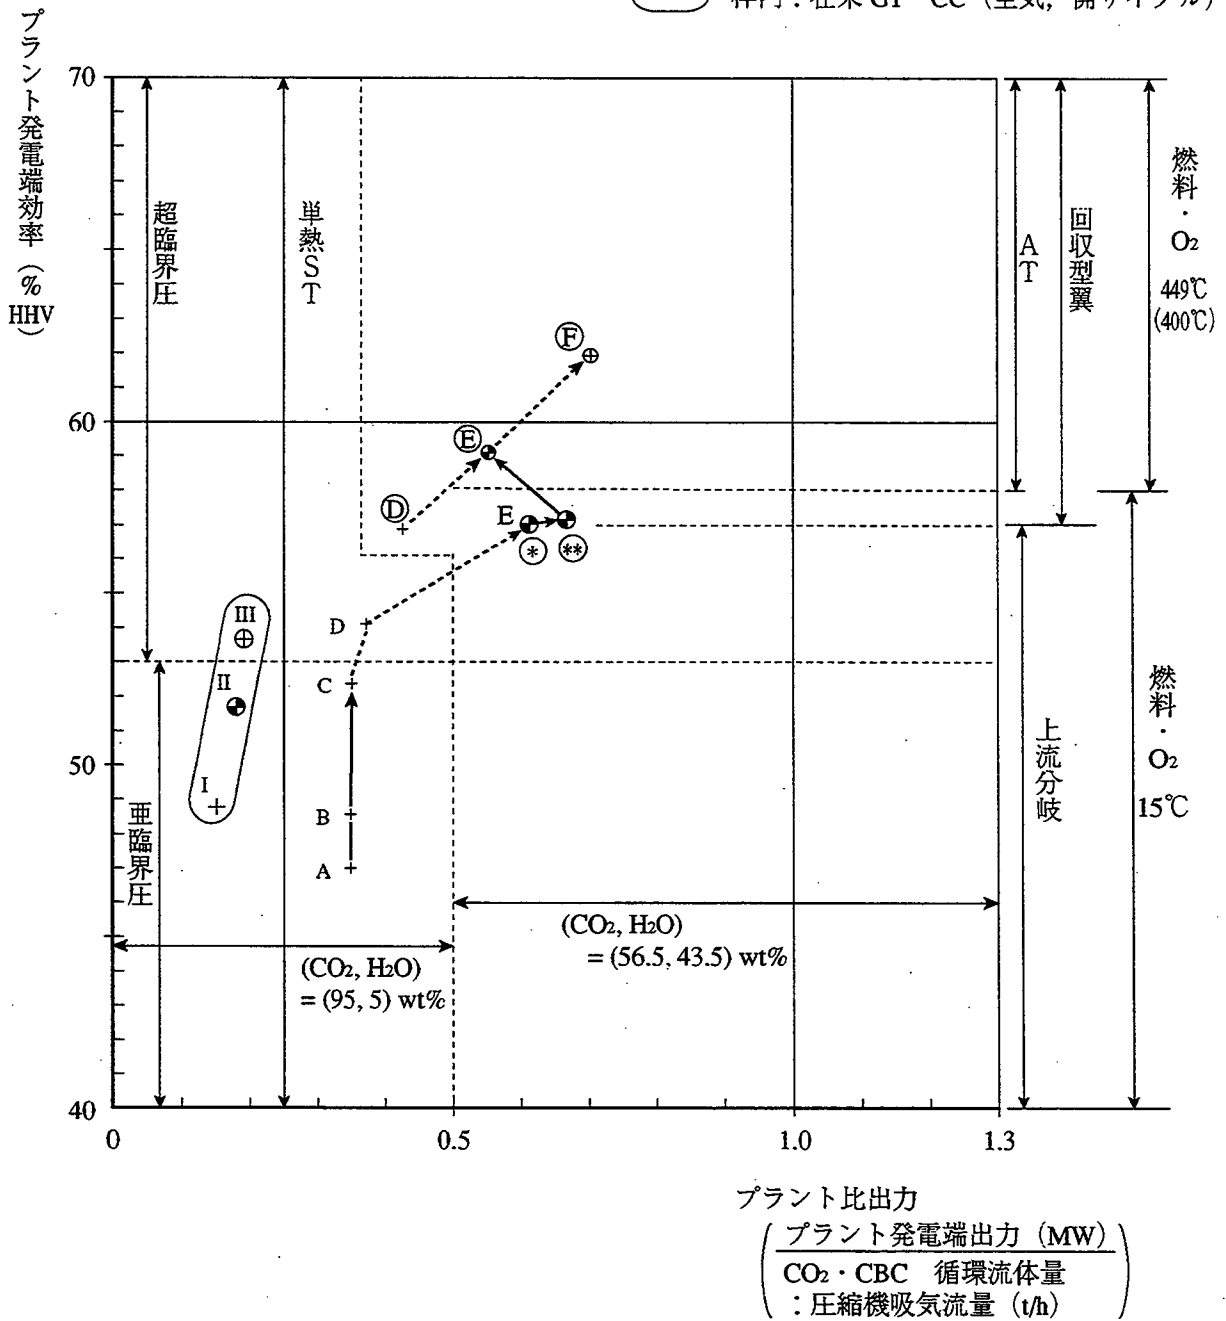 枠内：在来GT CC（空気，開サイクル）
プラント発電端効率（% HHV）
70
60
50
40
超臨界圧
亜臨界圧
単熱ST
III
II
I
Ⓕ
Ⓔ
Ⓓ
E
*
**
D
C
B
A
(CO₂, H₂O)
= (56.5, 43.5) wt%
(CO₂, H₂O)
= (95, 5) wt%
AT
回収型翼
上流分岐
燃料・O₂
449℃
(400℃)
燃料・O₂
15℃
0
0.5
1.0
1.3
プラント比出力
プラント発電端出力（MW）
CO₂・CBC 循環流体量
：圧縮機吸気流量（t/h）